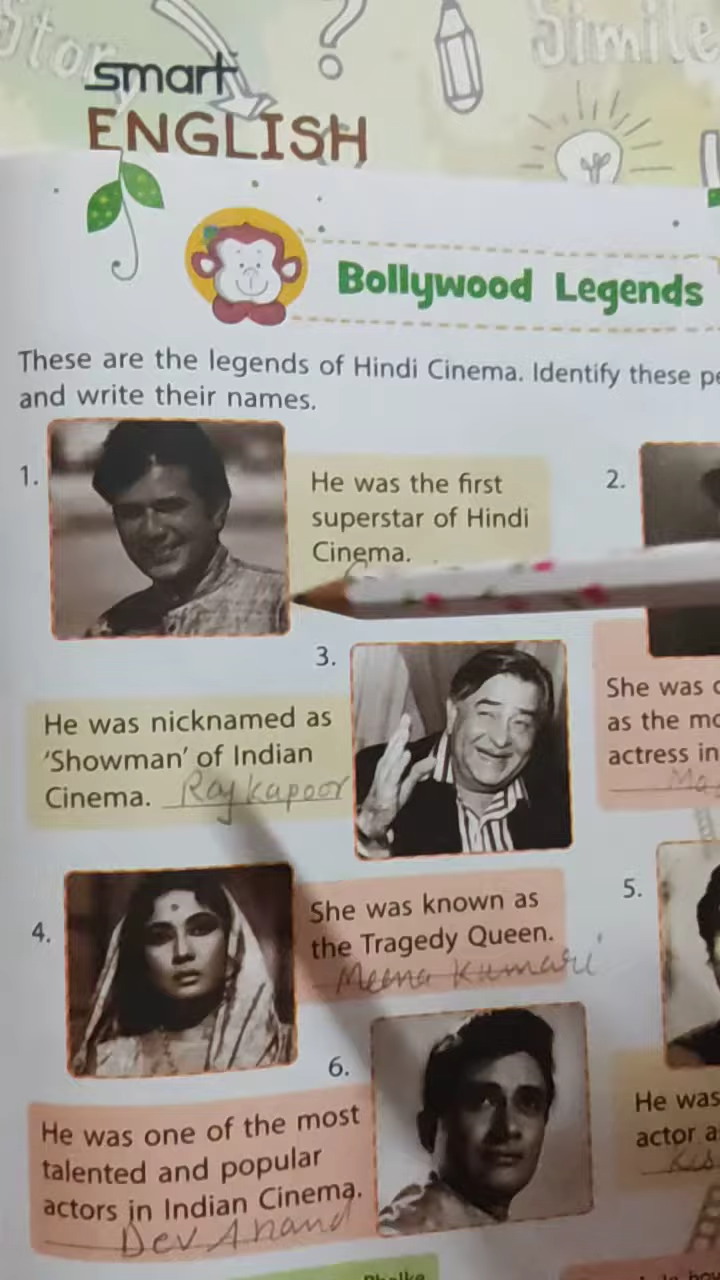 Story
Simile
smart
ENGLISH
Bollywood Legends
These are the legends of Hindi Cinema. Identify these
and write their names.
1.
He was the first
superstar of Hindi
Cinema.
2.
She was
as the
actress in
3.
He was nicknamed as
‘Showman’ of Indian
Cinema. Raj kapoor
4.
She was known as
the Tragedy Queen.
Meena Kumari
5.
He was
actor
6.
He was one of the most
talented and popular
actors in Indian Cinema.
Dev Anand